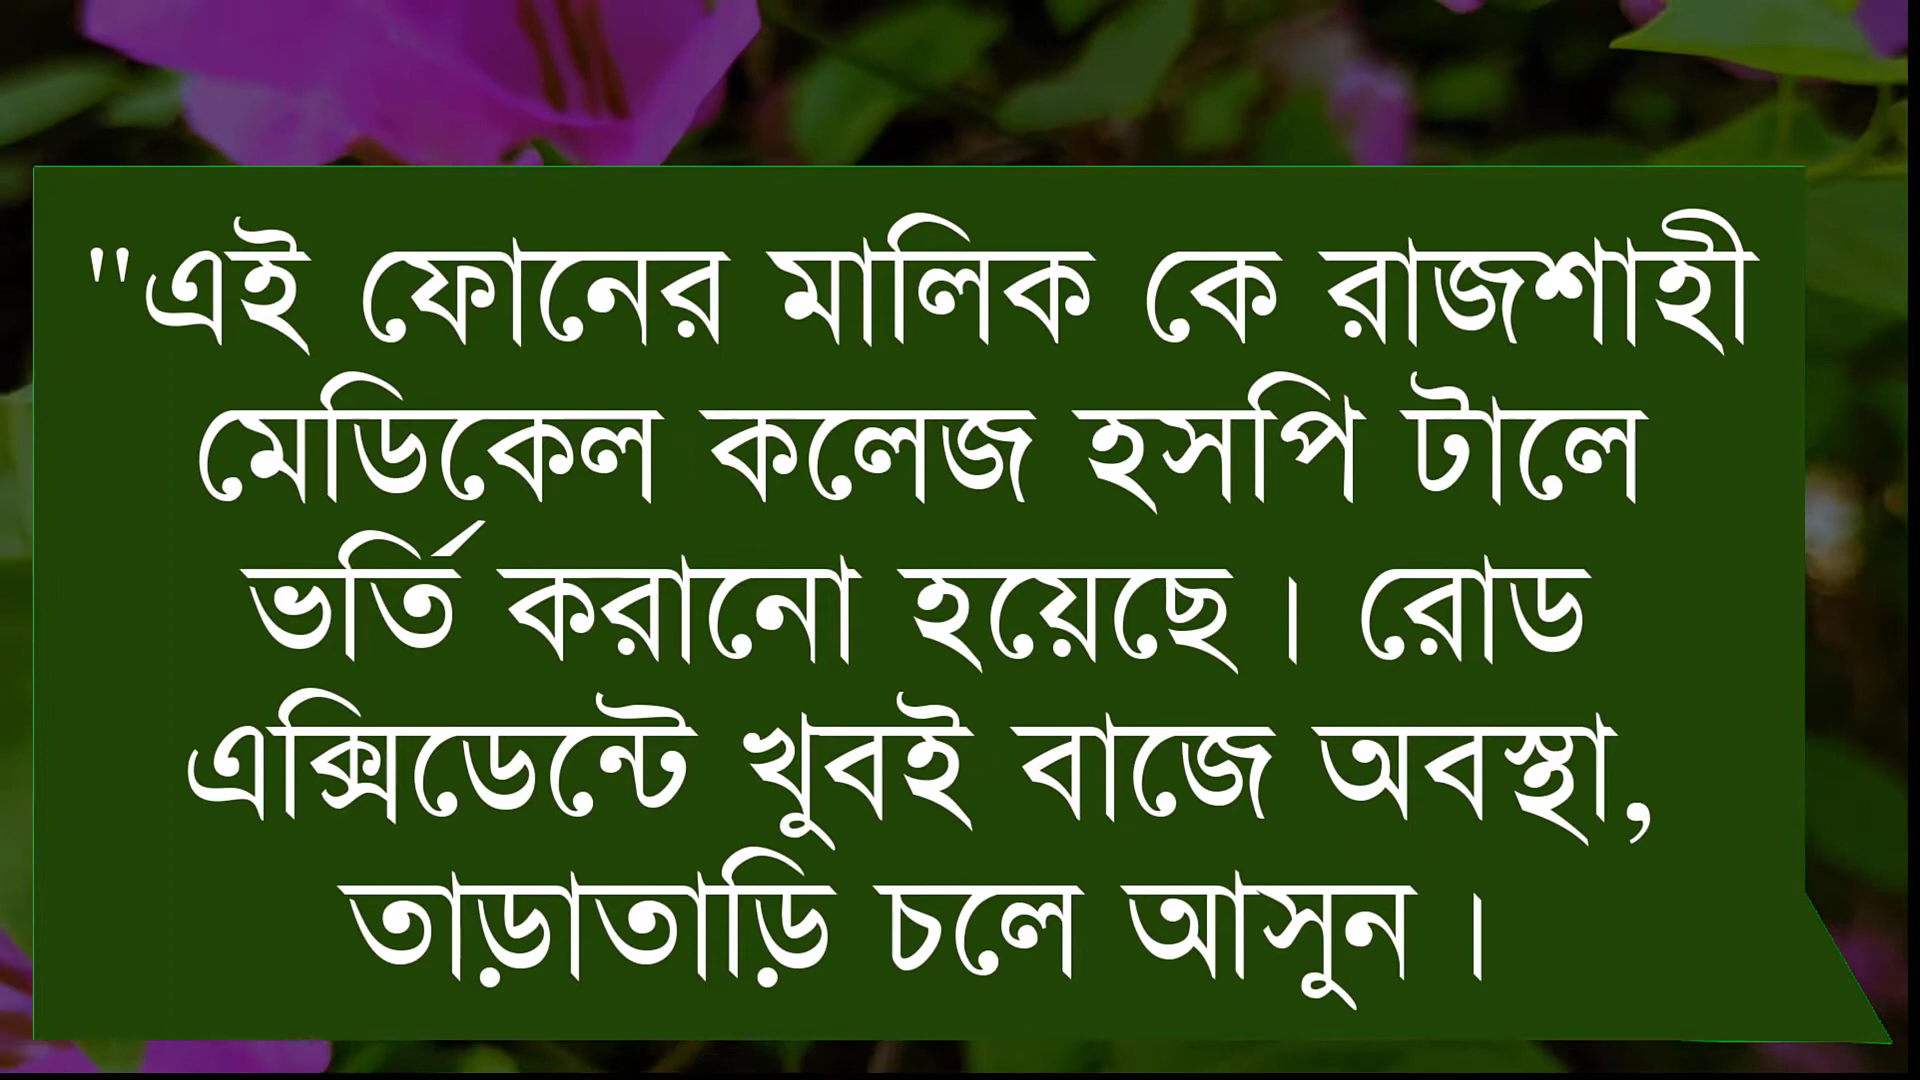 "এই ফোনের মালিক কে রাজশাহী
মেডিকেল কলেজ হসপি টালে
ভর্তি করানো হয়েছে। রোড
এক্সিডেন্টে খুবই বাজে অবস্থা,
তাড়াতাড়ি চলে আসুন।